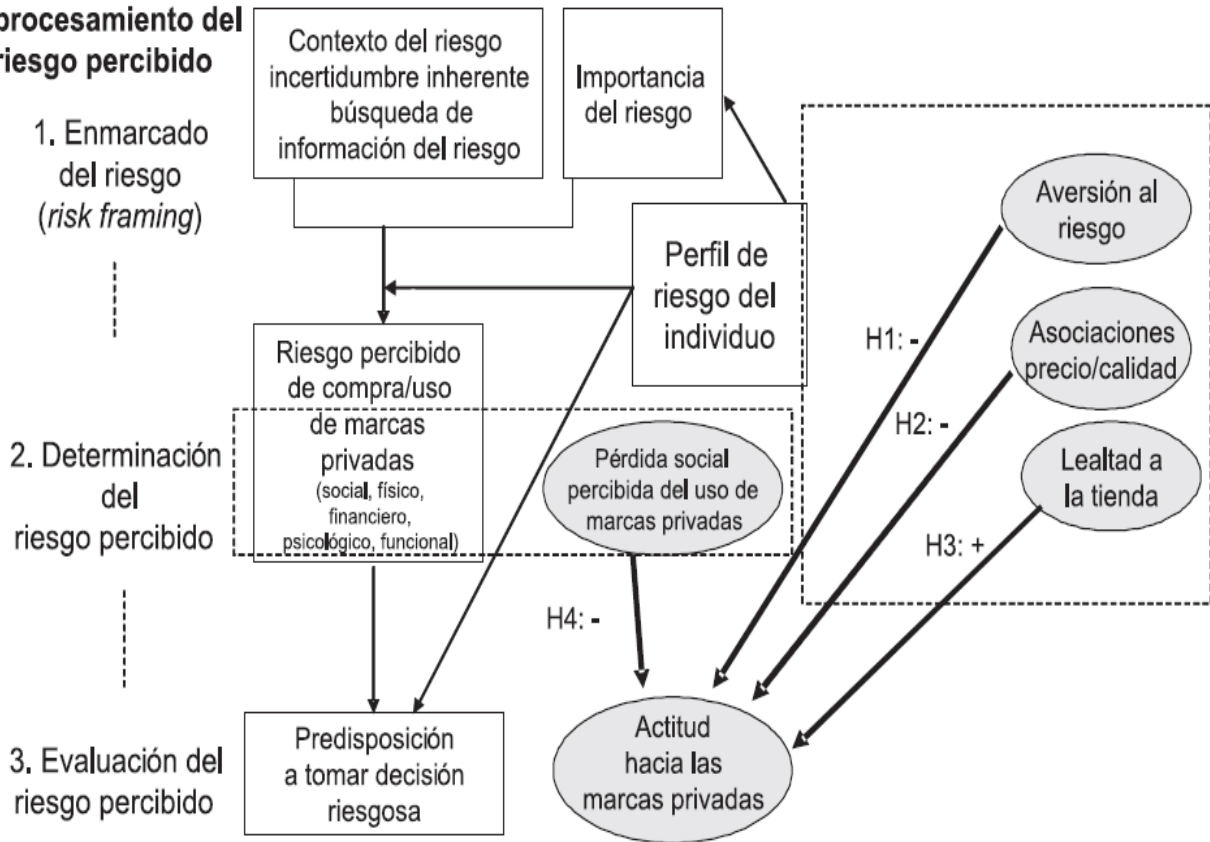 procesamiento del
riesgo percibido
1. Enmarcado
del riesgo
(risk framing)
2. Determinación
del
riesgo percibido
3. Evaluación del
riesgo percibido
Contexto del riesgo
incertidumbre inherente
búsqueda de
información del riesgo
Importancia
del riesgo
Perfil de
riesgo del
individuo
Riesgo percibido
de compra/uso
de marcas
privadas
(social, físico,
financiero,
psicológico, funcional)
Pérdida social
percibida del uso de
marcas privadas
Predisposición
a tomar decisión
riesgosa
Actitud
hacia las
marcas privadas
Aversión al
riesgo
Asociaciones
precio/calidad
Lealtad a
la tienda
H1: -
H2: -
H3: +
H4: -